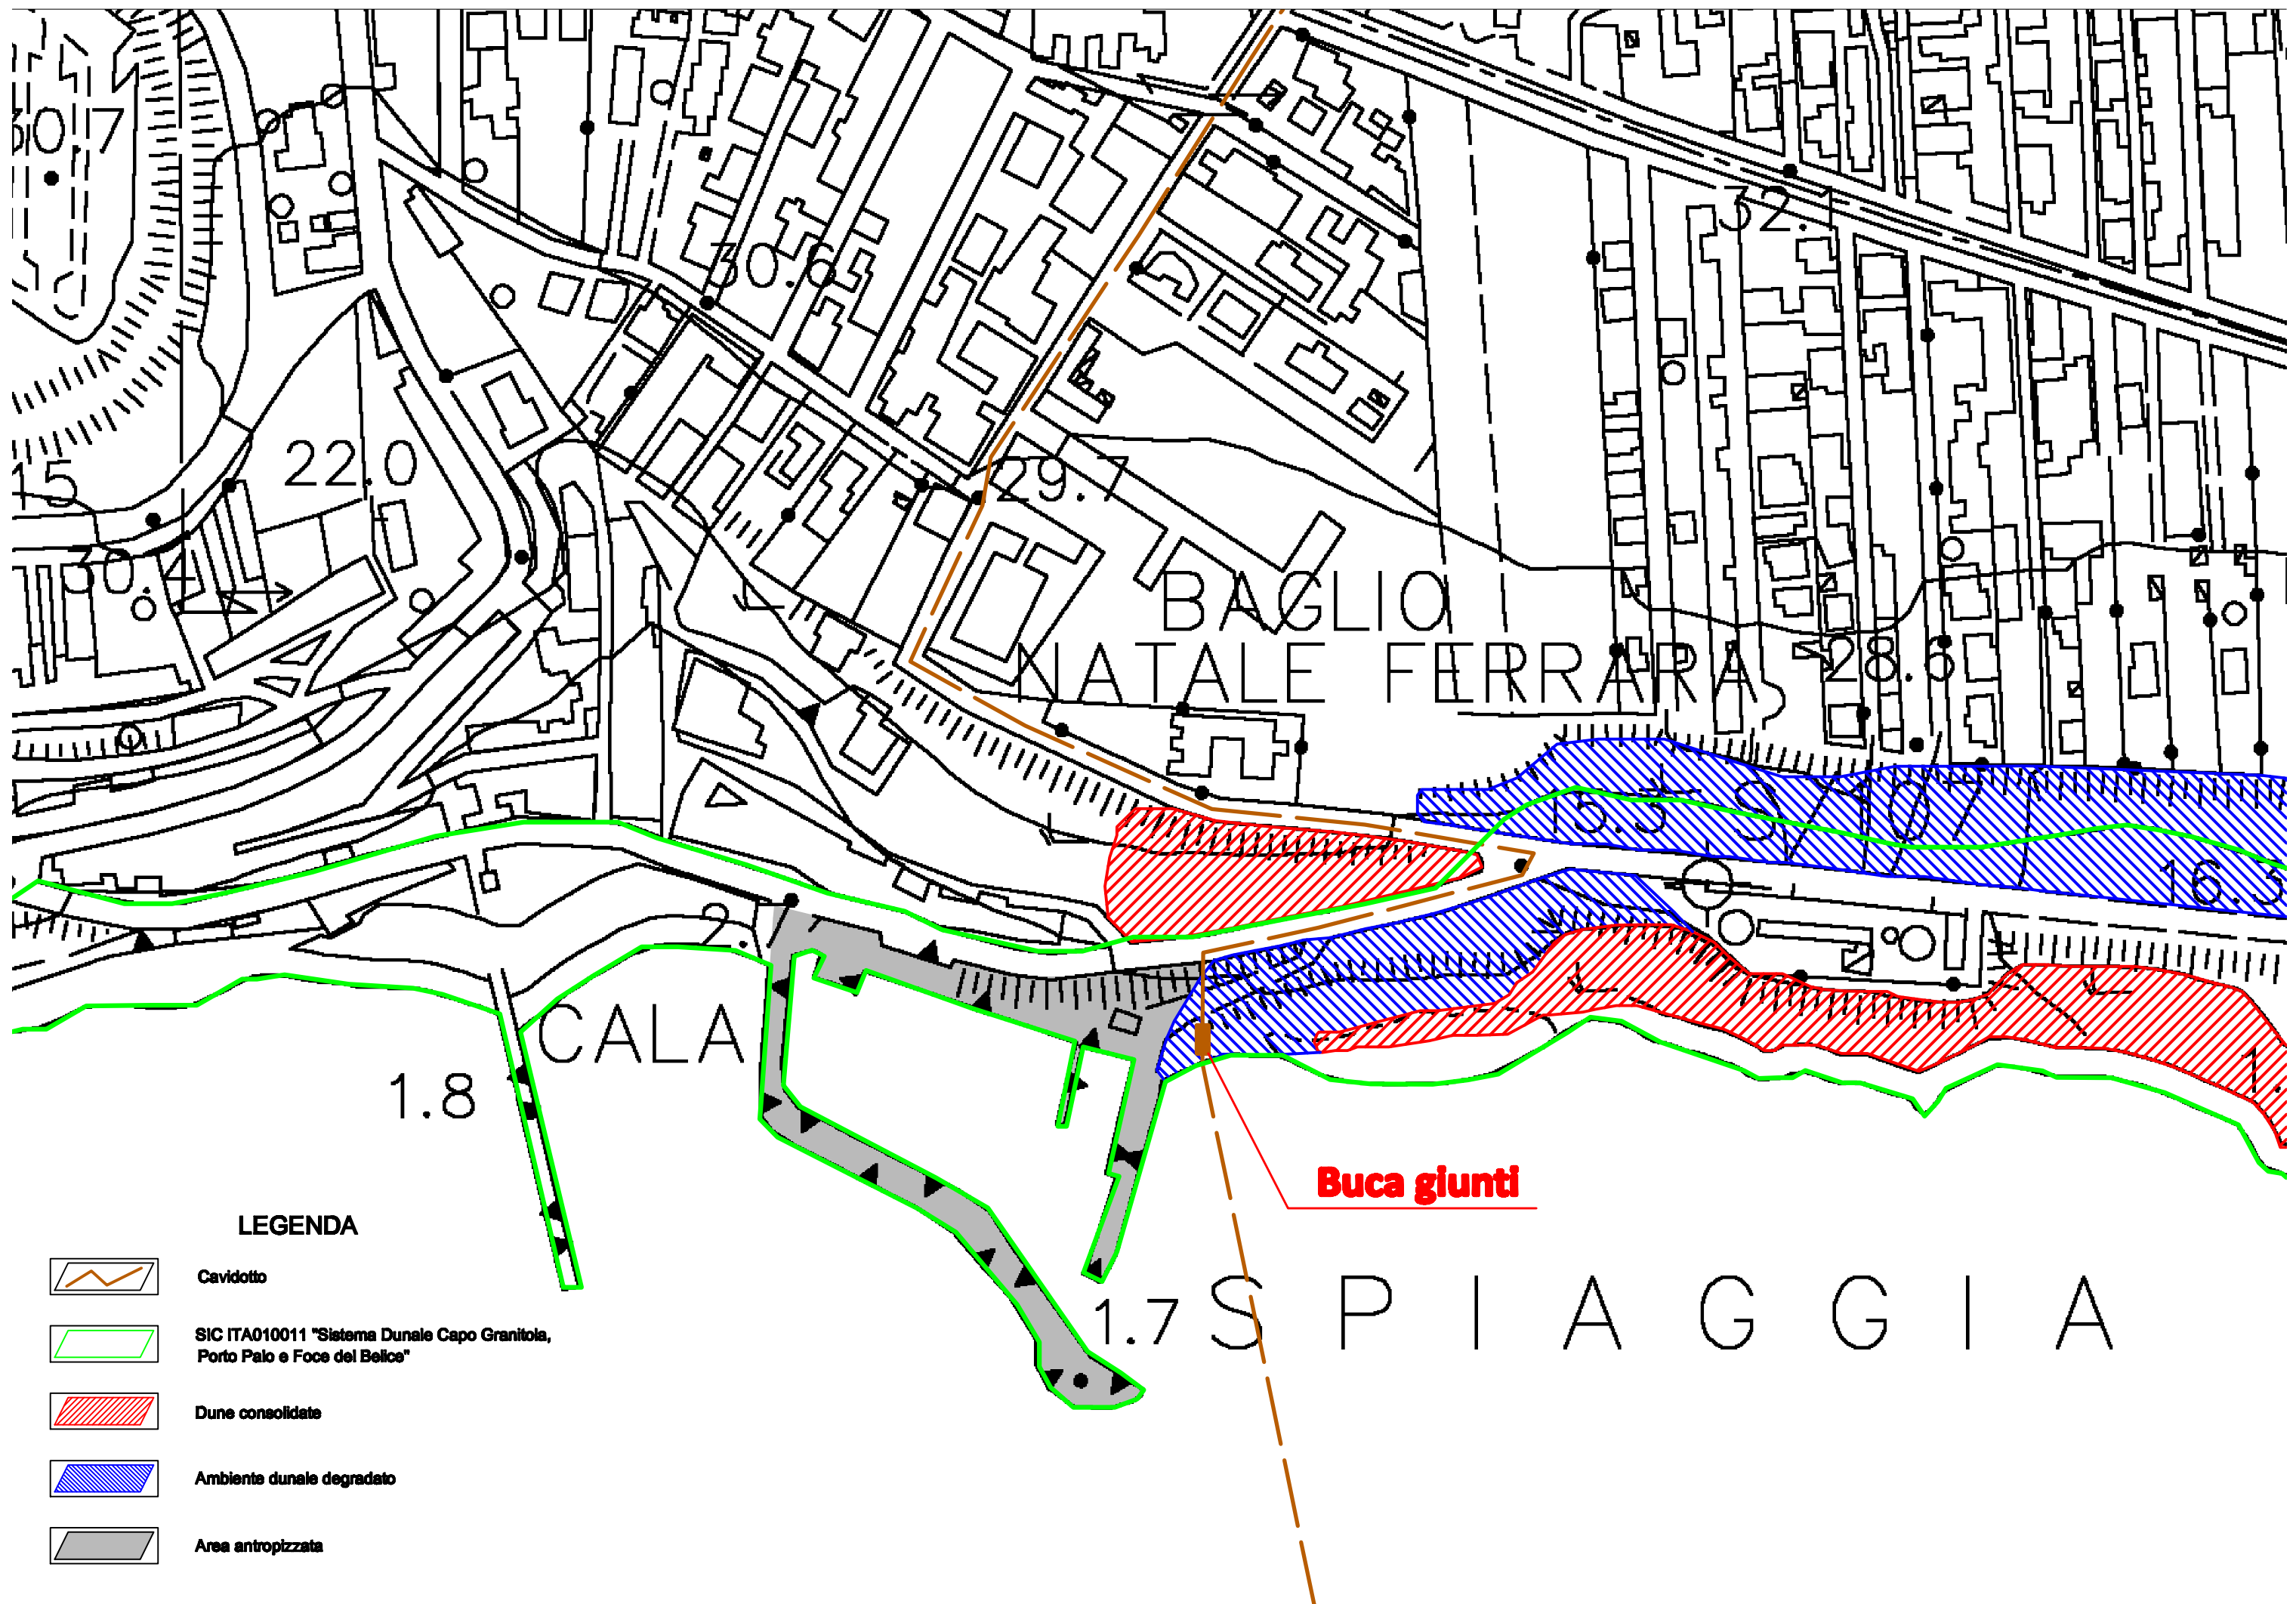 30.7
32.1
30.6
22.0
29.7
15
30.4
BAGLIO
NATALE FERRARA
28.6
15.3
16.3
2.
CALA
1.8
1.
Buca giunti
1.7
SPIAGGIA
LEGENDA
Cavidotto
SIC ITA010011 "Sistema Dunale Capo Granitola,
Porto Palo e Foce del Belice"
Dune consolidate
Ambiente dunale degradato
Area antropizzata